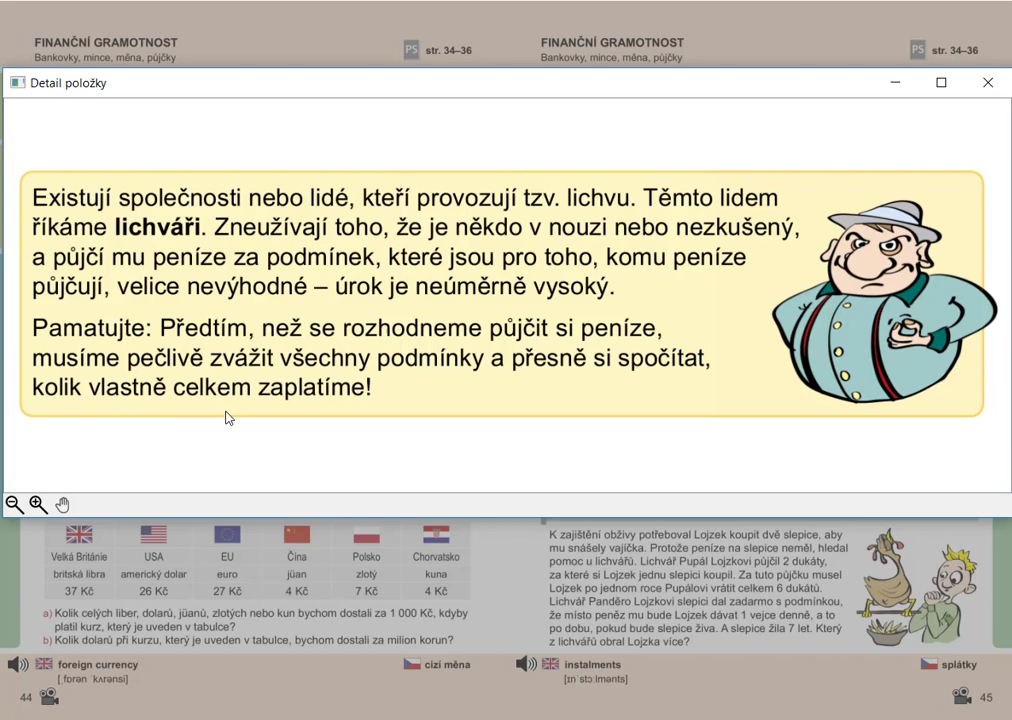 FINANČNÍ GRAMOTNOST
Bankovky, mince, měna, půjčky
PS str. 34–36
FINANČNÍ GRAMOTNOST
Bankovky, mince, měna, půjčky
PS str. 34–36
Detail položky
Existují společnosti nebo lidé, kteří provozují tzv. lichvu. Těmto lidem
říkáme lichváři. Zneužívají toho, že je někdo v nouzi nebo nezkušený,
a půjčí mu peníze za podmínek, které jsou pro toho, komu peníze
půjčují, velice nevýhodné – úrok je neúměrně vysoký.
Pamatujte: Předtím, než se rozhodneme půjčit si peníze,
musíme pečlivě zvážit všechny podmínky a přesně si spočítat,
kolik vlastně celkem zaplatíme!
Velká Británie USA EU Čína Polsko Chorvatsko
britská libra americký dolar euro jüan zlotý kuna
37 Kč 26 Kč 27 Kč 4 Kč 7 Kč 4 Kč
a) Kolik celých liber, dolarů, jüanů, zlotých nebo kun bychom dostali za 1 000 Kč, kdyby
platil kurz, který je uveden v tabulce?
b) Kolik dolarů při kurzu, který je uveden v tabulce, bychom dostali za milion korun?
foreign currency
[ˌforən ˈkʌrənsi]
cizí měna
44
K zajištění obživy potřeboval Lojzek koupit dvě slepice, aby
mu snášely vajíčka. Protože peníze na slepice neměl, hledal
pomoc u lichvářů. Lichvář Pupál Lojzkovi půjčil 2 dukáty,
za které si Lojzek jednu slepici koupil. Za tuto půjčku musel
Lojzek po jednom roce Pupálovi vrátit celkem 6 dukátů.
Lichvář Panděro Lojzkovi slepici dal zadarmo s podmínkou,
že místo peněz mu bude Lojzek dávat 1 vejce denně, a to
po dobu, pokud bude slepice živa. A slepice žila 7 let. Který
z lichvářů obral Lojzka více?
instalments
[ɪnˈstɔːlmənts]
splátky
45